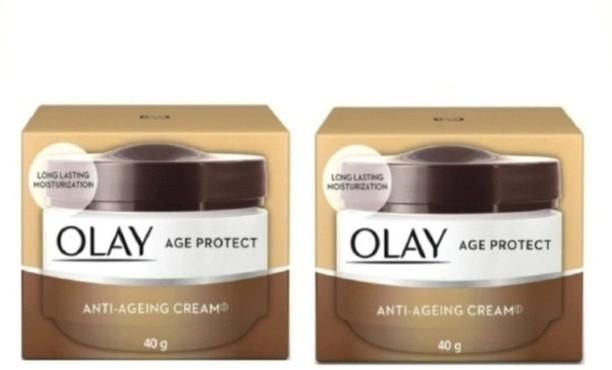 LONG LASTING
MOISTURIZATION
OLAY AGE PROTECT
ANTI-AGEING CREAM
40 g
LONG LASTING
MOISTURIZATION
OLAY AGE PROTECT
ANTI-AGEING CREAM
40 g